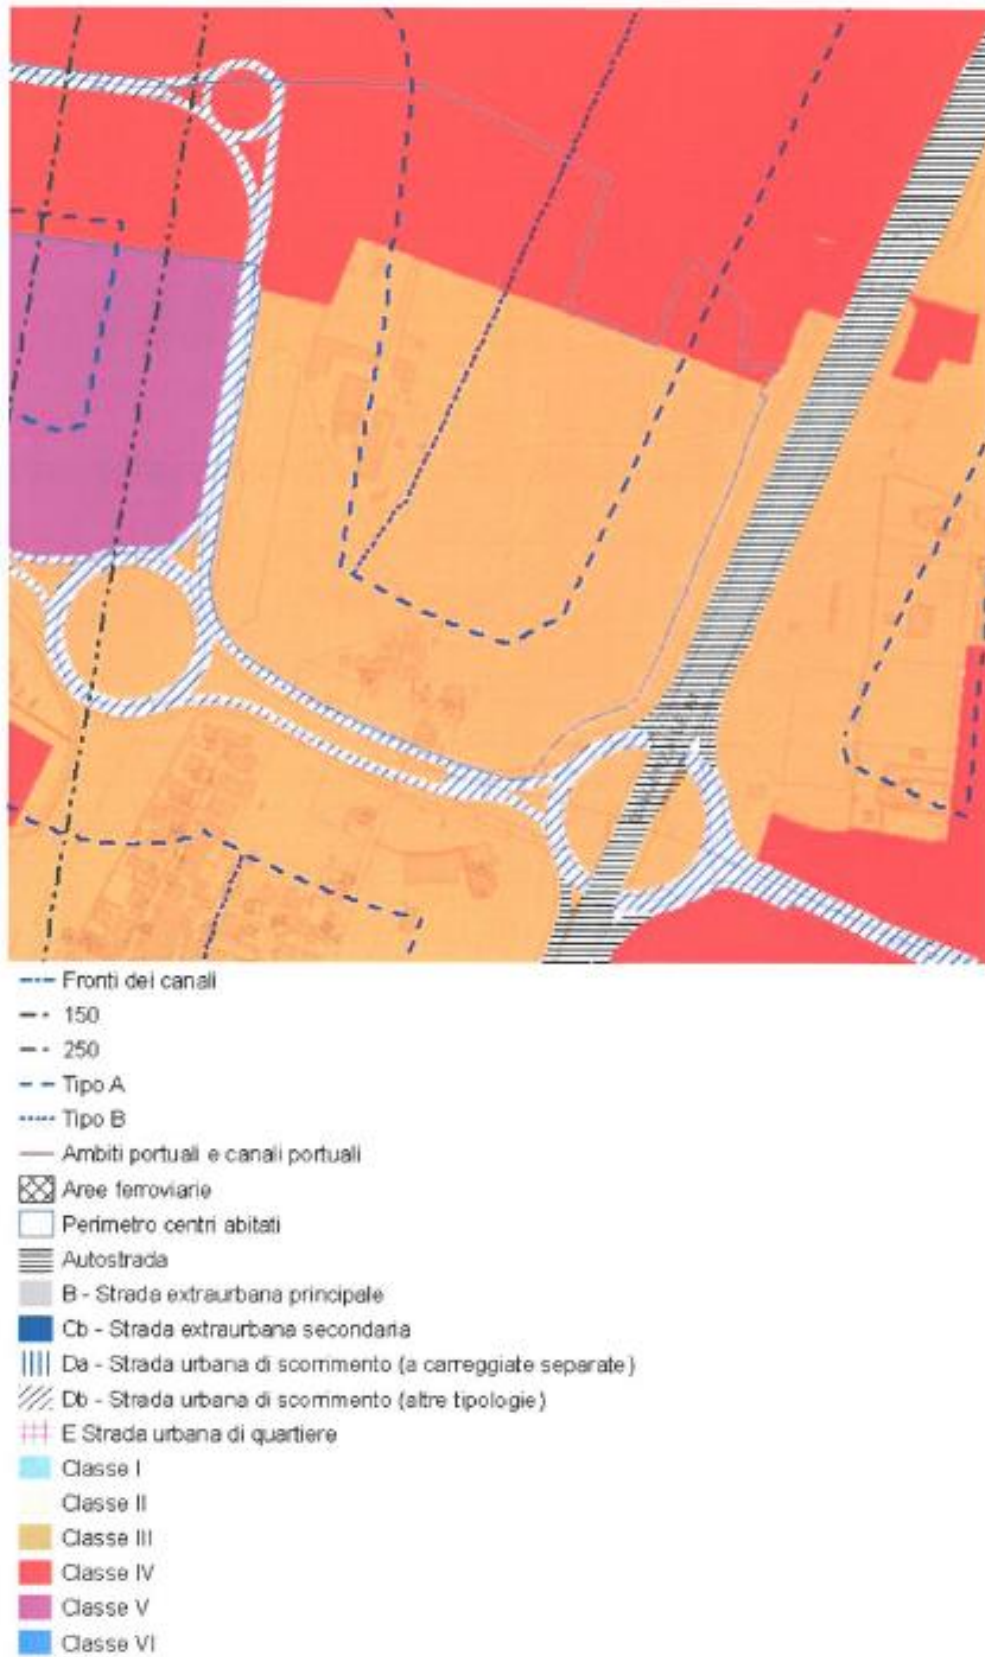 Fronti dei canali
150
250
Tipo A
Tipo B
Ambiti portuali e canali portuali
Aree ferroviarie
Perimetro centri abitati
Autostrada
B - Strada extraurbana principale
Cb - Strada extraurbana secondaria
Da - Strada urbana di scorrimento (a carreggiate separate)
Db - Strada urbana di scorrimento (altre tipologie)
E Strada urbana di quartiere
Classe I
Classe II
Classe III
Classe IV
Classe V
Classe VI